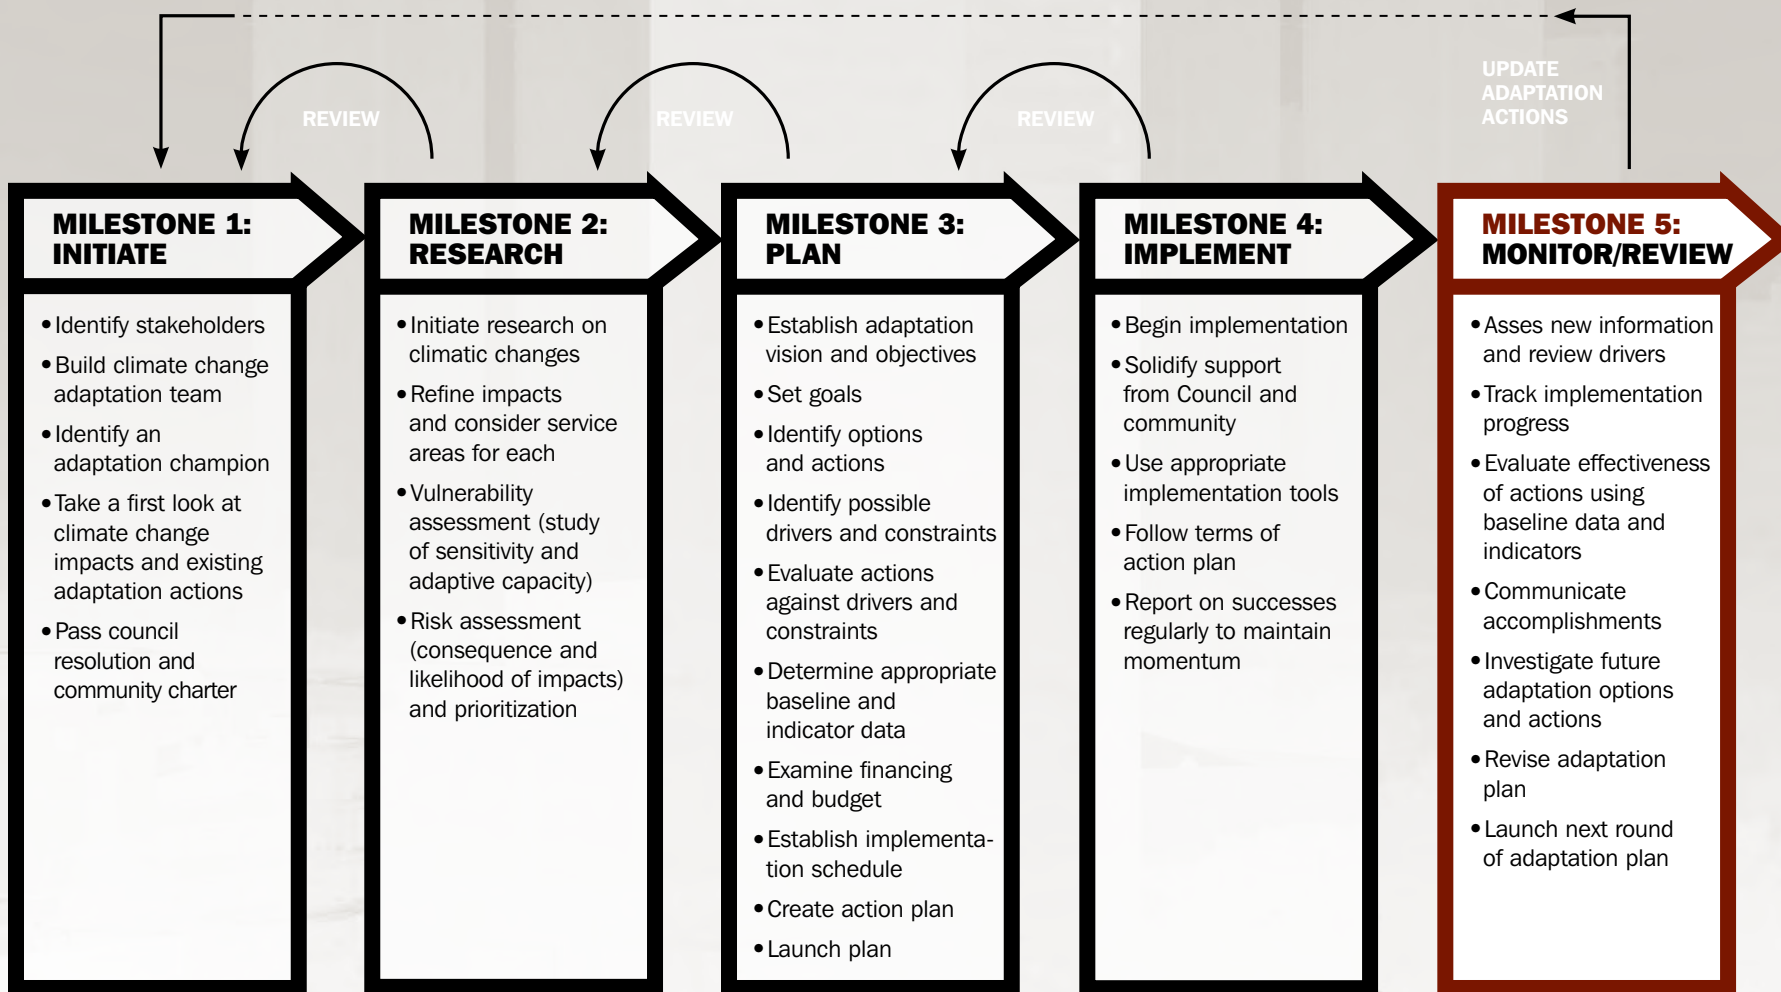 REVIEW
REVIEW
REVIEW
UPDATE
ADAPTATION
ACTIONS
MILESTONE 1:
INITIATE
• Identify stakeholders
• Build climate change
adaptation team
• Identify an
adaptation champion
• Take a first look at
climate change
impacts and existing
adaptation actions
• Pass council
resolution and
community charter
MILESTONE 2:
RESEARCH
• Initiate research on
climatic changes
• Refine impacts
and consider service
areas for each
• Vulnerability
assessment (study
of sensitivity and
adaptive capacity)
• Risk assessment
(consequence and
likelihood of impacts)
and prioritization
MILESTONE 3:
PLAN
• Establish adaptation
vision and objectives
• Set goals
• Identify options
and actions
• Identify possible
drivers and constraints
• Evaluate actions
against drivers and
constraints
• Determine appropriate
baseline and
indicator data
• Examine financing
and budget
• Establish implementa-
tion schedule
• Create action plan
• Launch plan
MILESTONE 4:
IMPLEMENT
• Begin implementation
• Solidify support
from Council and
community
• Use appropriate
implementation tools
• Follow terms of
action plan
• Report on successes
regularly to maintain
momentum
MILESTONE 5:
MONITOR/REVIEW
• Asses new information
and review drivers
• Track implementation
progress
• Evaluate effectiveness
of actions using
baseline data and
indicators
• Communicate
accomplishments
• Investigate future
adaptation options
and actions
• Revise adaptation
plan
• Launch next round
of adaptation plan